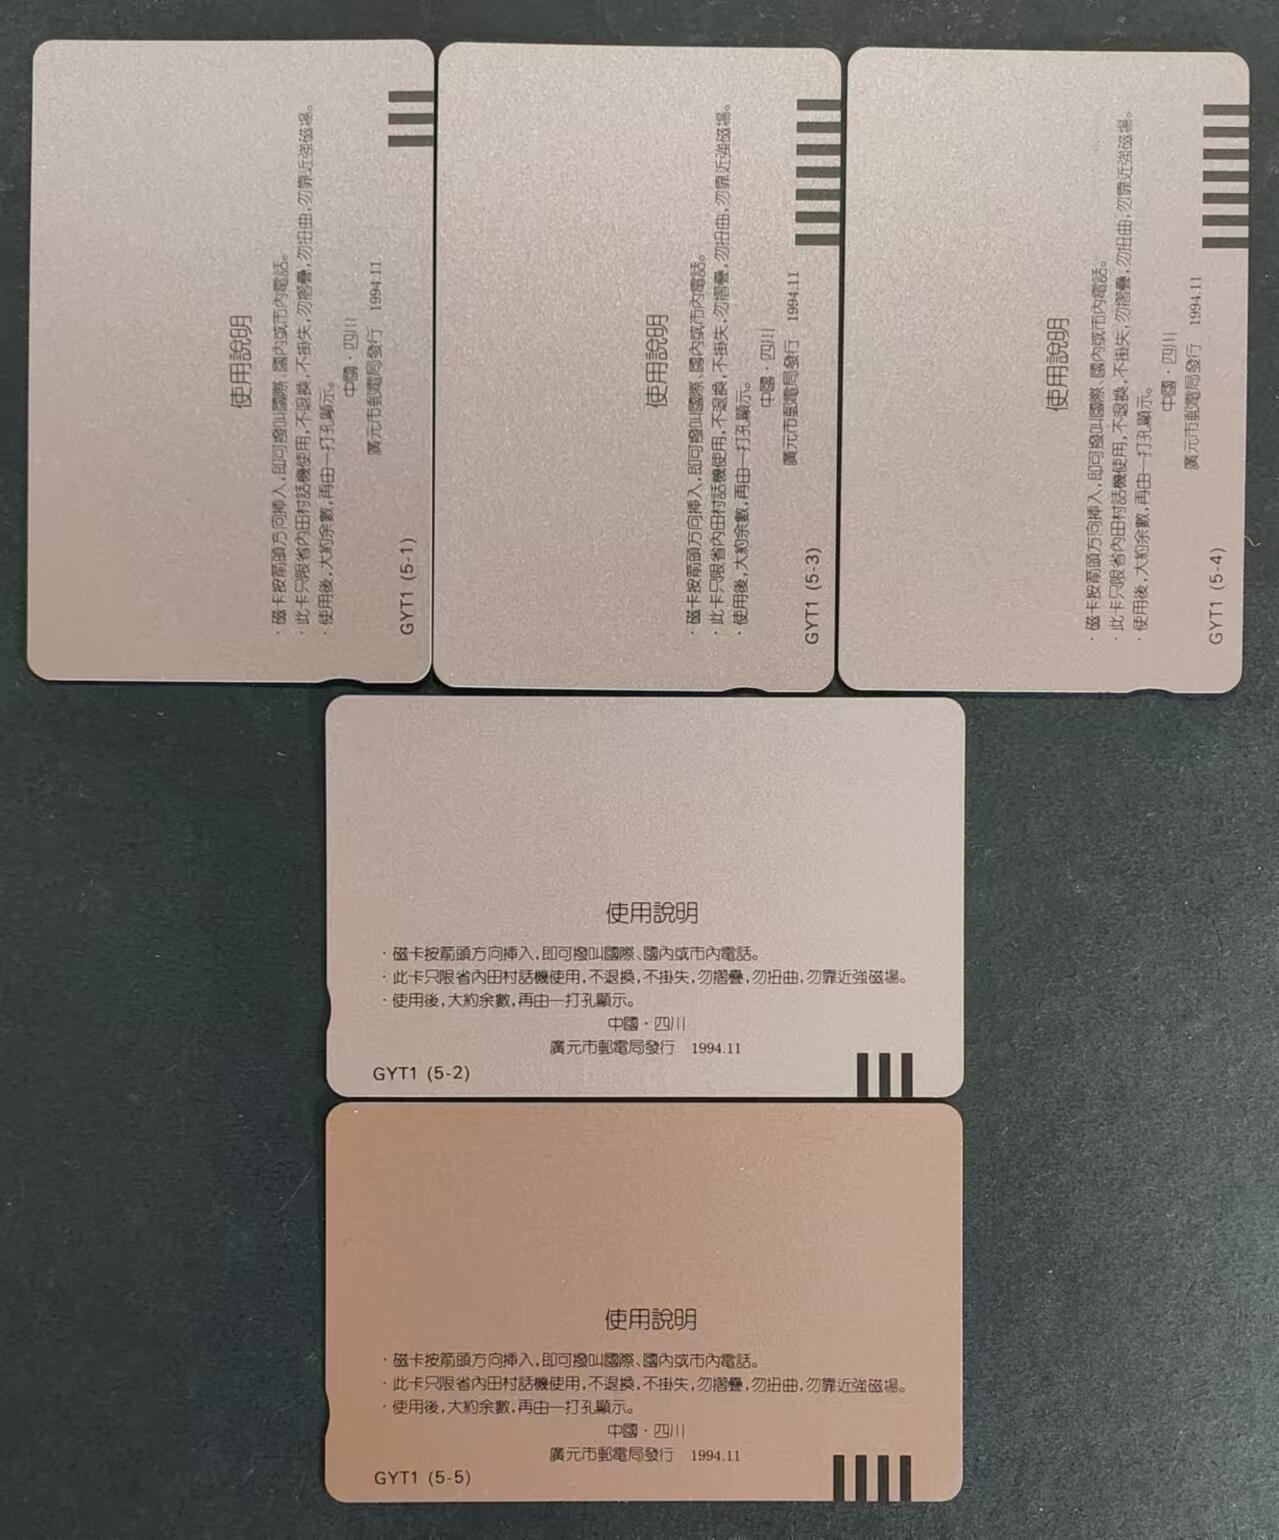 使用說明
·磁卡按箭頭方向挿入,即可撥叫國際、國內或市內電話。
·此卡只限省內田村話機使用,不退換,不掛失,勿摺疊,勿扭曲,勿靠近強磁場。
·使用後,大約余數,再由一打孔顯示。
中國·四川
廣元市郵電局發行 1994.11
GYT1 (5-1)
使用說明
·磁卡按箭頭方向挿入,即可撥叫國際、國內或市內電話。
·此卡只限省內田村話機使用,不退換,不掛失,勿摺疊,勿扭曲,勿靠近強磁場。
·使用後,大約余數,再由一打孔顯示。
中國·四川
廣元市郵電局發行 1994.11
GYT1 (5-3)
使用說明
·磁卡按箭頭方向挿入,即可撥叫國際、國內或市內電話。
·此卡只限省內田村話機使用,不退換,不掛失,勿摺疊,勿扭曲,勿靠近強磁場。
·使用後,大約余數,再由一打孔顯示。
中國·四川
廣元市郵電局發行 1994.11
GYT1 (5-4)
使用說明
·磁卡按箭頭方向挿入,即可撥叫國際、國內或市內電話。
·此卡只限省內田村話機使用,不退換,不掛失,勿摺疊,勿扭曲,勿靠近強磁場。
·使用後,大約余數,再由一打孔顯示。
中國·四川
廣元市郵電局發行 1994.11
GYT1 (5-2)
使用說明
·磁卡按箭頭方向挿入,即可撥叫國際、國內或市內電話。
·此卡只限省內田村話機使用,不退換,不掛失,勿摺疊,勿扭曲,勿靠近強磁場。
·使用後,大約余數,再由一打孔顯示。
中國·四川
廣元市郵電局發行 1994.11
GYT1 (5-5)